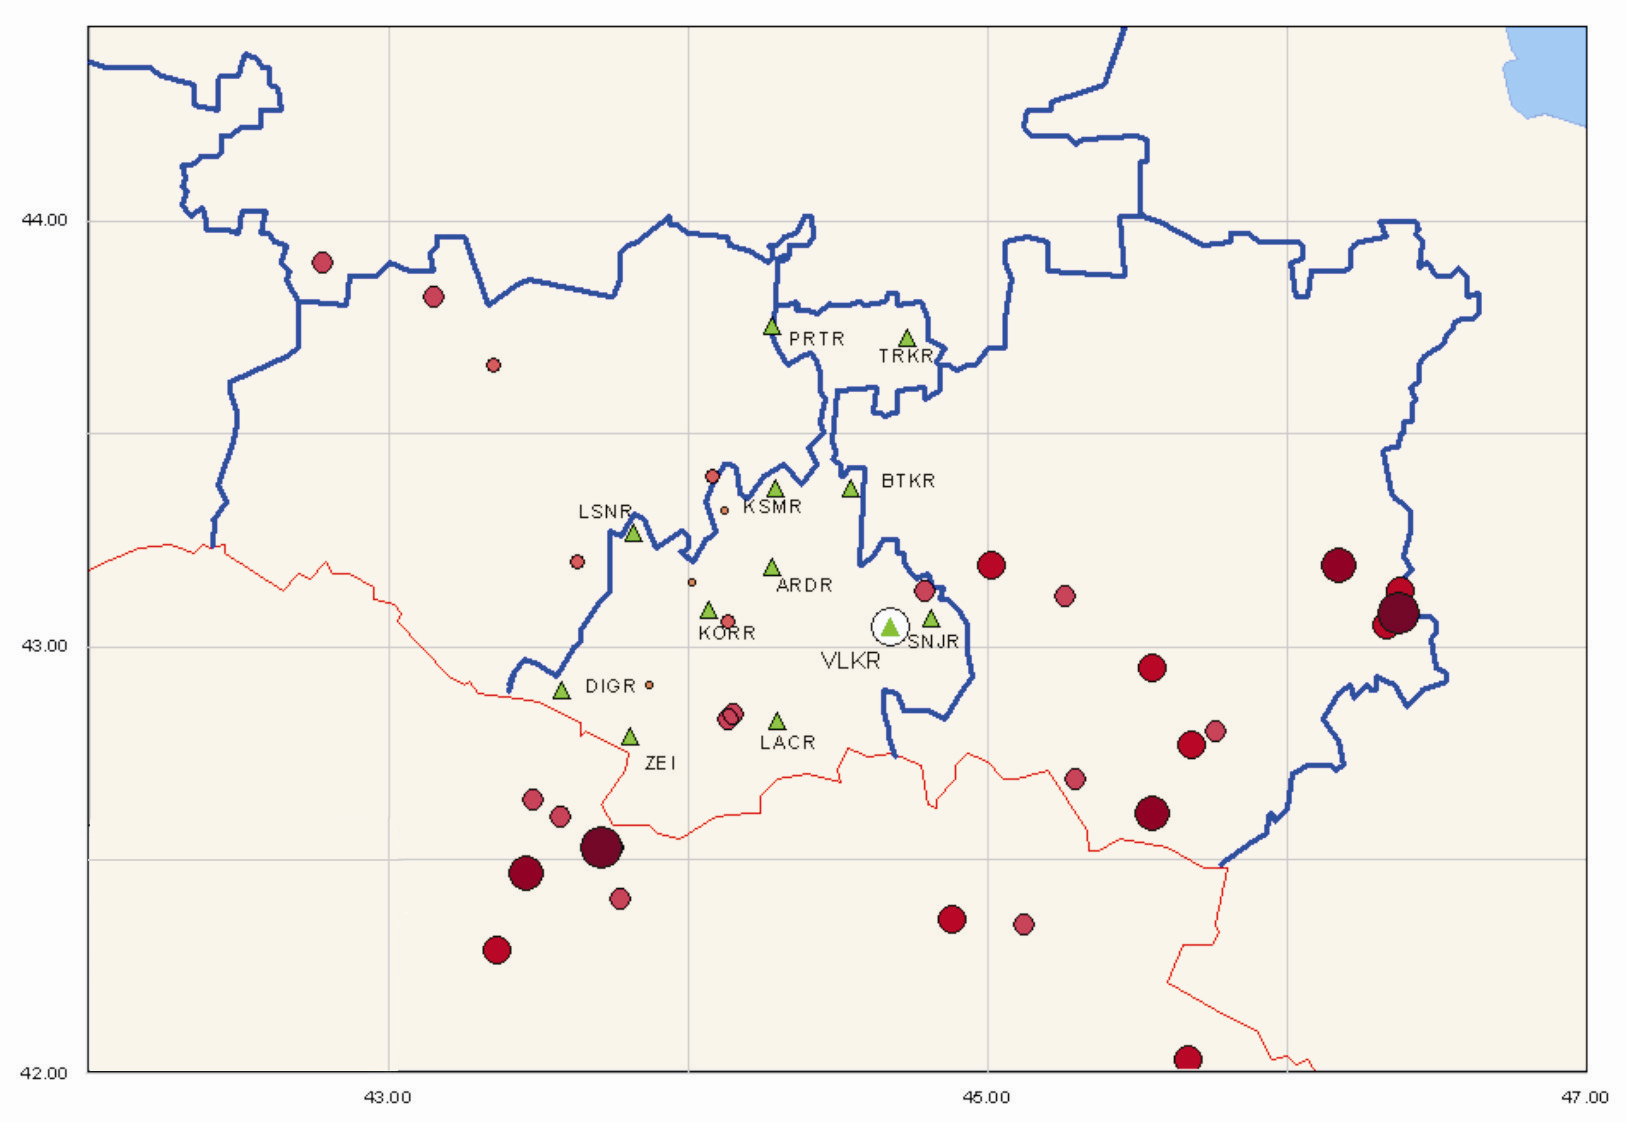 44.00
PRTR
TRKR
BTKR
KSMR
LSNR
ARDR
KORR
SNJR
43.00
VLKR
DIGR
LACR
ZEI
42.00
43.00
45.00
47.00